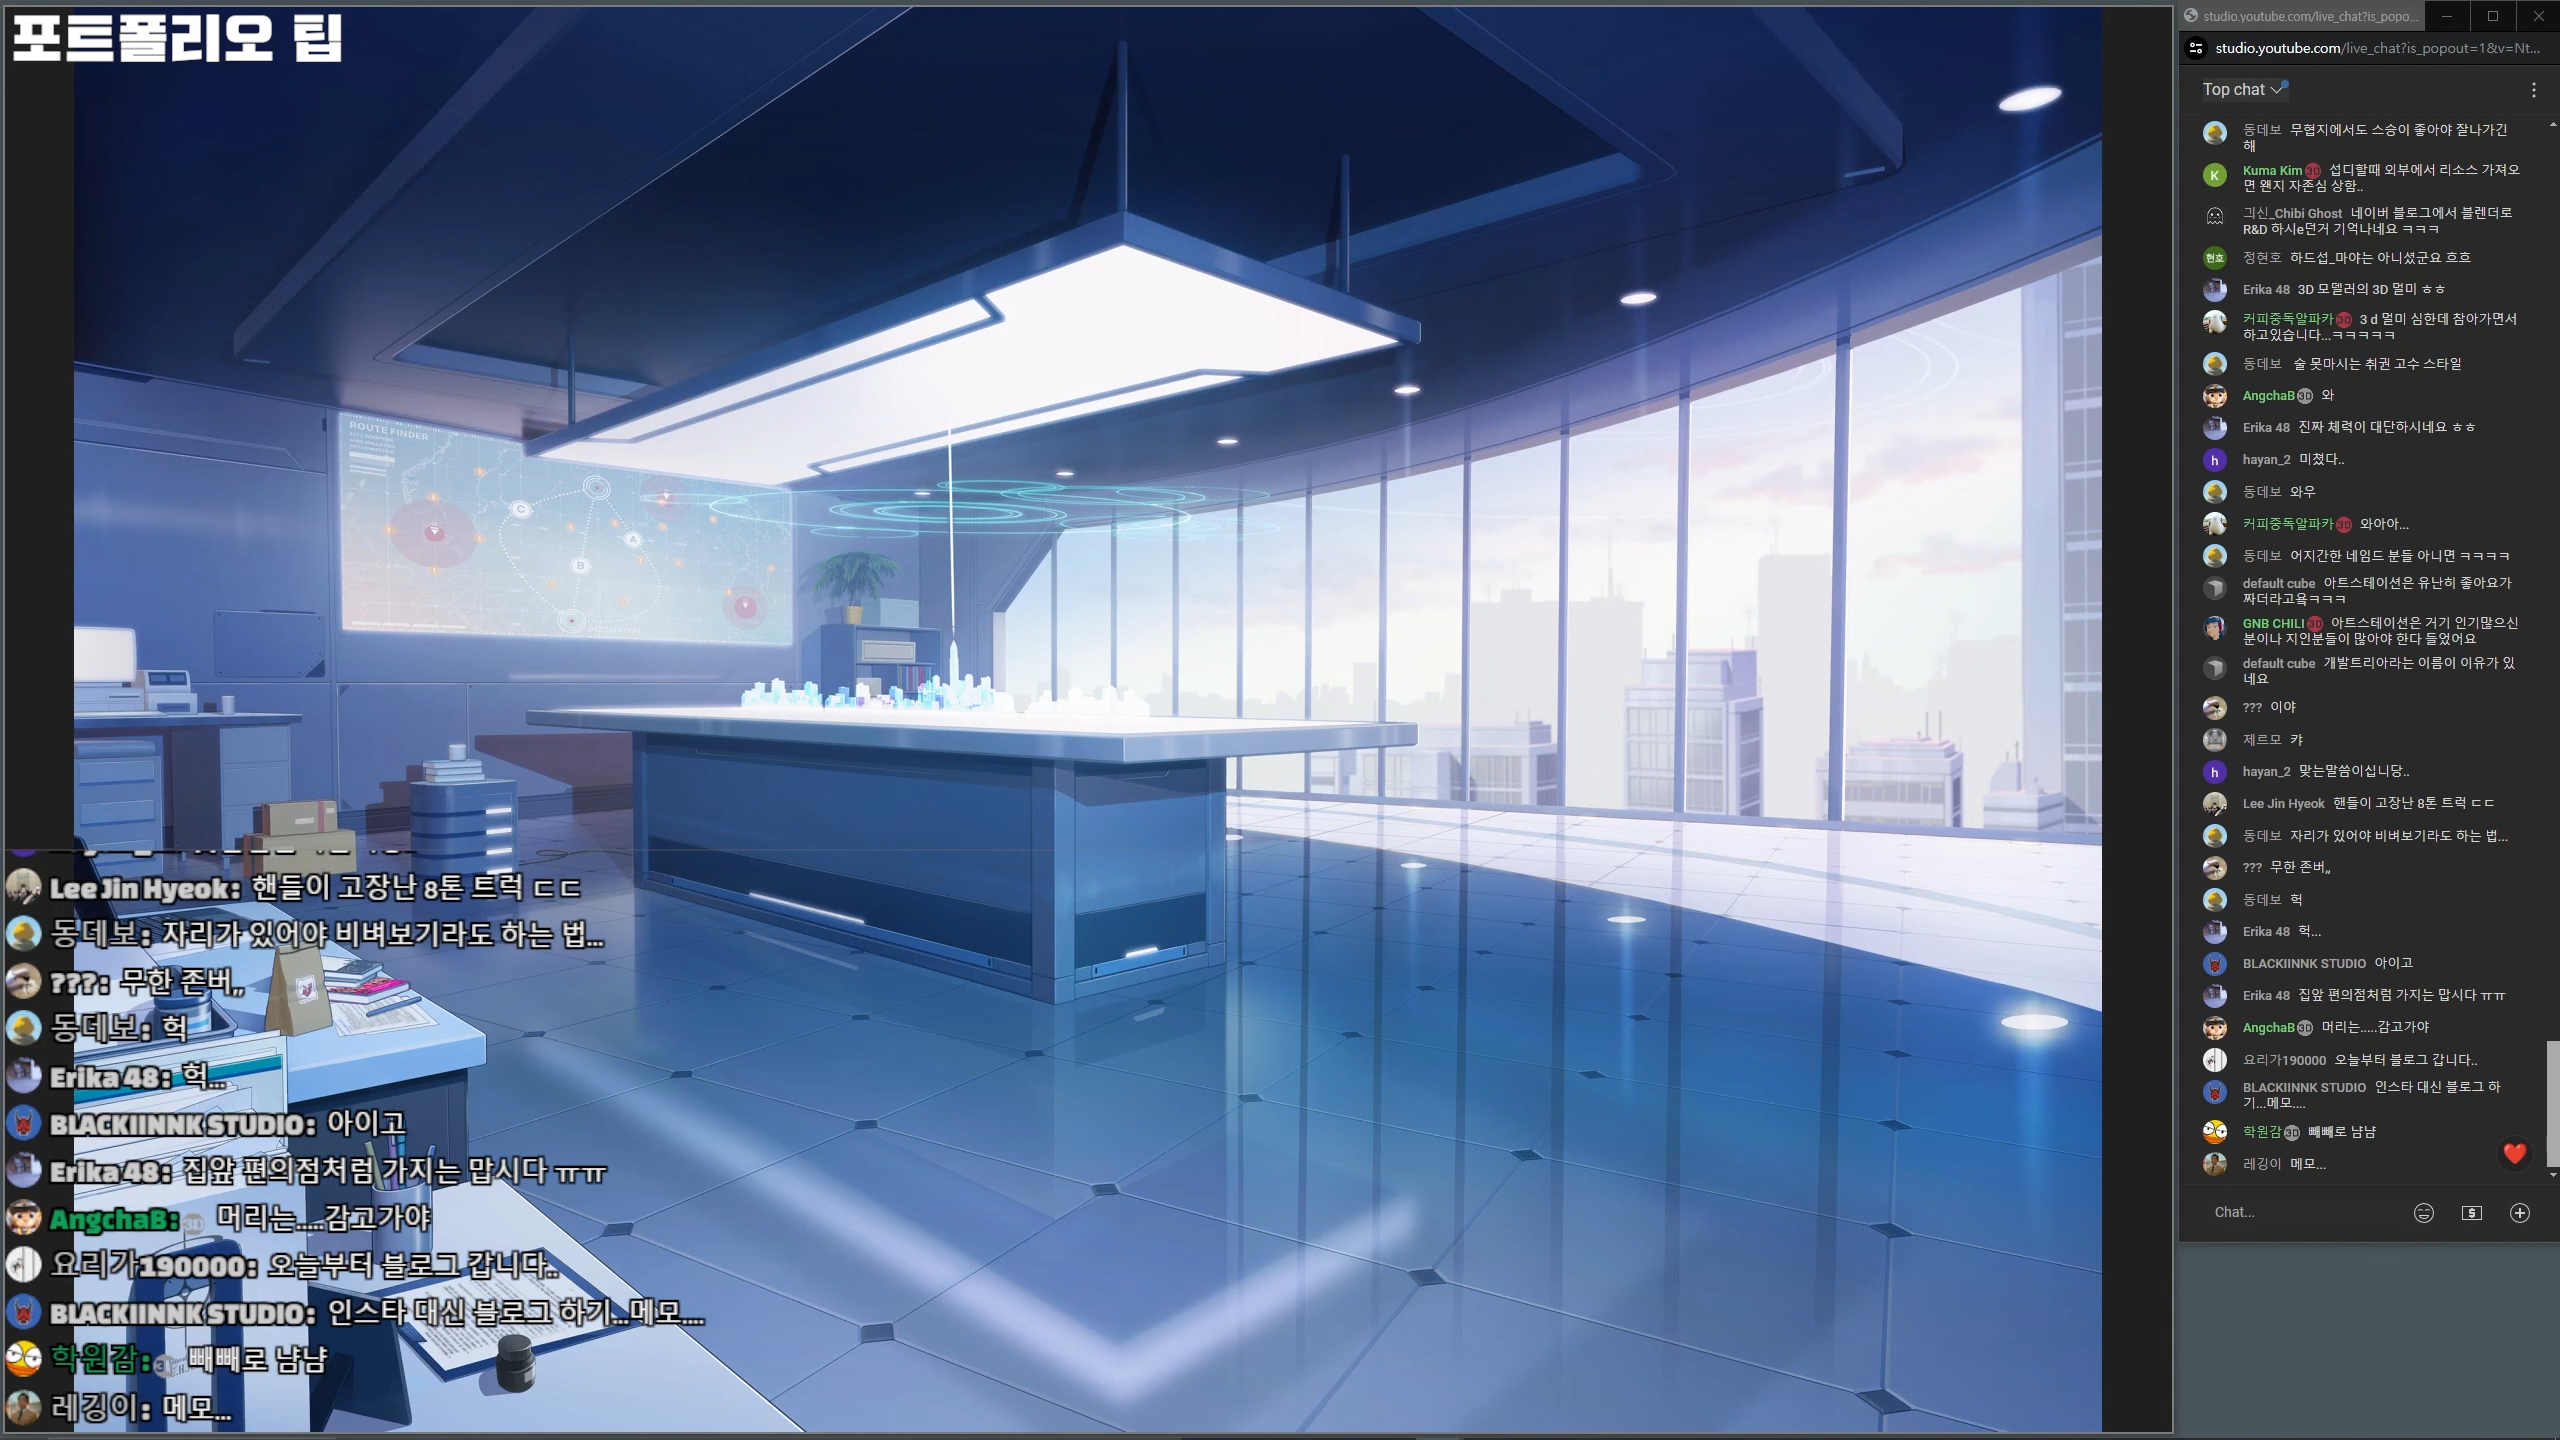 포트폴리오 팁
ROUTE FINDER
C
A
B
DESTINATION
Lee Jin Hyeok: 핸들이 고장난 8톤 트럭 ㄷㄷ
동데보: 자리가 있어야 비벼보기라도 하는 법...
???: 무한 존버,,
동데보: 헉
Erika 48: 헉...
BLACKIINNK STUDIO: 아이고
Erika 48: 집앞 편의점처럼 가지는 맙시다 ㅠㅠ
AngchaB: 3D 머리는.....감고가야
요리가190000: 오늘부터 블로그 갑니다..
BLACKIINNK STUDIO: 인스타 대신 블로그 하기...메모....
학원감: 3D 빼빼로 냠냠
레깅이: 메모...
studio.youtube.com/live_chat?is_popo...
studio.youtube.com/live_chat?is_popout=1&v=Nt...
Top chat
동데보 무협지에서도 스승이 좋아야 잘나가긴
해
K Kuma Kim 3D 섭디할때 외부에서 리소스 가져오
면 왠지 자존심 상함..
긔신_Chibi Ghost 네이버 블로그에서 블렌더로
R&D 하시e던거 기억나네요 ㅋㅋㅋ
현호 정현호 하드섭_마야는 아니셨군요 흐흐
Erika 48 3D 모델러의 3D 멀미 ㅎㅎ
커피중독알파카 3D 3 d 멀미 심한데 참아가면서
하고있습니다...ㅋㅋㅋㅋㅋ
동데보 술 못마시는 취권 고수 스타일
AngchaB 3D 와
Erika 48 진짜 체력이 대단하시네요 ㅎㅎ
h hayan_2 미쳤다..
동데보 와우
커피중독알파카 3D 와아아...
동데보 어지간한 네임드 분들 아니면 ㅋㅋㅋㅋ
default cube 아트스테이션은 유난히 좋아요가
짜더라고욬ㅋㅋㅋ
GNB CHILI 3D 아트스테이션은 거기 인기많으신
분이나 지인분들이 많아야 한다 들었어요
default cube 개발트리아라는 이름이 이유가 있
네요
??? 이야
제르모 캬
h hayan_2 맞는말씀이십니당..
Lee Jin Hyeok 핸들이 고장난 8톤 트럭 ㄷㄷ
동데보 자리가 있어야 비벼보기라도 하는 법...
??? 무한 존버,,
동데보 헉
Erika 48 헉...
BLACKIINNK STUDIO 아이고
Erika 48 집앞 편의점처럼 가지는 맙시다 ㅠㅠ
AngchaB 3D 머리는.....감고가야
요리가190000 오늘부터 블로그 갑니다..
BLACKIINNK STUDIO 인스타 대신 블로그 하
기...메모....
학원감 3D 빼빼로 냠냠
레깅이 메모...
Chat...